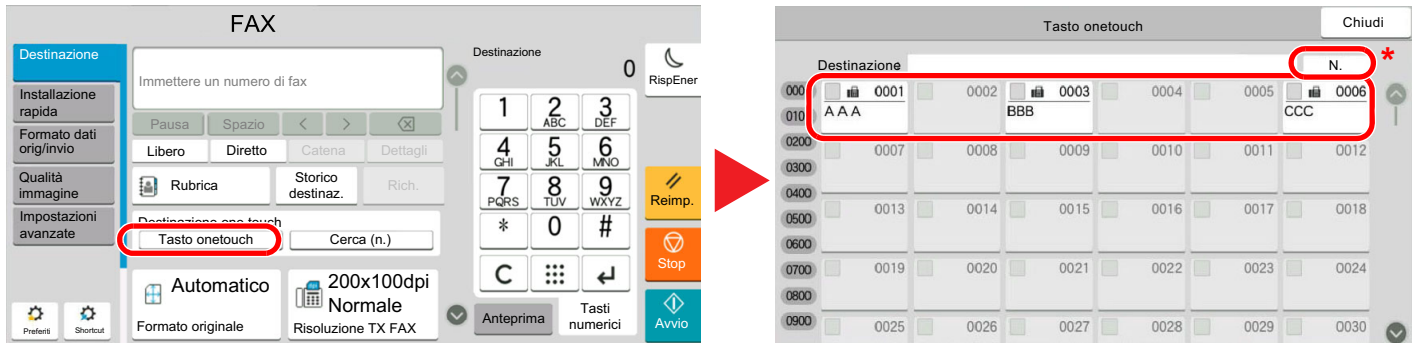 FAX
Destinazione
Installazione
rapida
Formato dati
orig/invio
Qualità
immagine
Impostazioni
avanzate
Preferiti
Shortcut
Immettere un numero di fax
Pausa
Spazio
<
>
Libero
Diretto
Catena
Dettagli
Rubrica
Storico
destinaz.
Rich.
Destinazione one-touch
Tasto onetouch
Cerca (n.)
Automatico
Formato originale
200x100dpi
Normale
Risoluzione TX FAX
Destinazione
0
1
2
ABC
3
DEF
4
GHI
5
JKL
6
MNO
7
PQRS
8
TUV
9
WXYZ
*
0
#
C
Anteprima
Tasti
numerici
RispEner
Reimp.
Stop
Avvio
Tasto onetouch
Chiudi
Destinazione
N.
*
0100
0200
0300
0400
0500
0600
0700
0800
0900
0001
AAA
0002
0003
BBB
0004
0005
0006
CCC
0007
0008
0009
0010
0011
0012
0013
0014
0015
0016
0017
0018
0019
0020
0021
0022
0023
0024
0025
0026
0027
0028
0029
0030